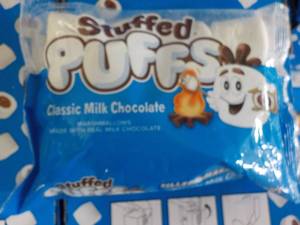 Stuffed
PUFFS
Classic Milk Chocolate
MARSHMALLOWS
MADE WITH REAL MILK CHOCOLATE
Stuffed